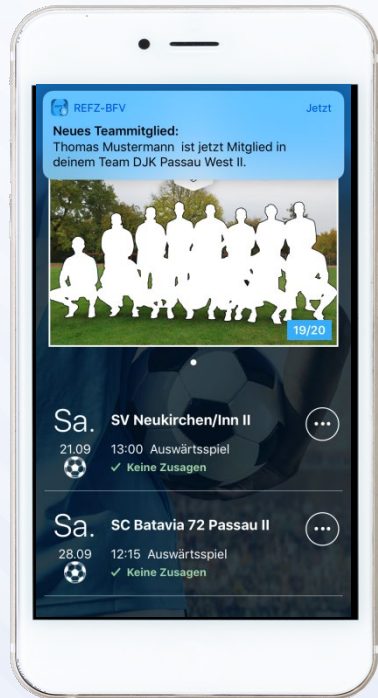 REFZ-BFV Jetzt
Neues Teammitglied:
Thomas Mustermann ist jetzt Mitglied in
deinem Team DJK Passau West II.
19/20
Sa. SV Neukirchen/Inn II
21.09 13:00 Auswärtsspiel
✓ Keine Zusagen
Sa. SC Batavia 72 Passau II
28.09 12:15 Auswärtsspiel
✓ Keine Zusagen